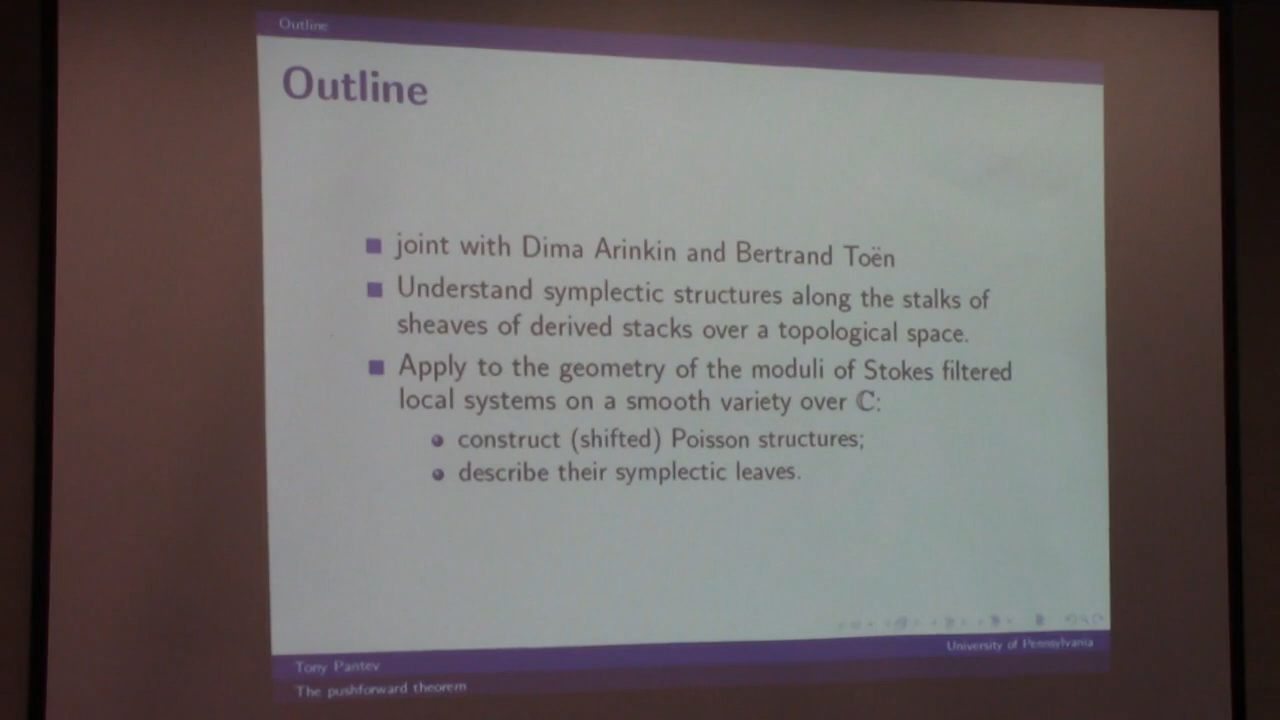 Outline
Outline
joint with Dima Arinkin and Bertrand Toën
Understand symplectic structures along the stalks of
sheaves of derived stacks over a topological space.
Apply to the geometry of the moduli of Stokes filtered
local systems on a smooth variety over ℂ:
construct (shifted) Poisson structures;
describe their symplectic leaves.
Tony Pantev
University of Pennsylvania
The pushforward theorem